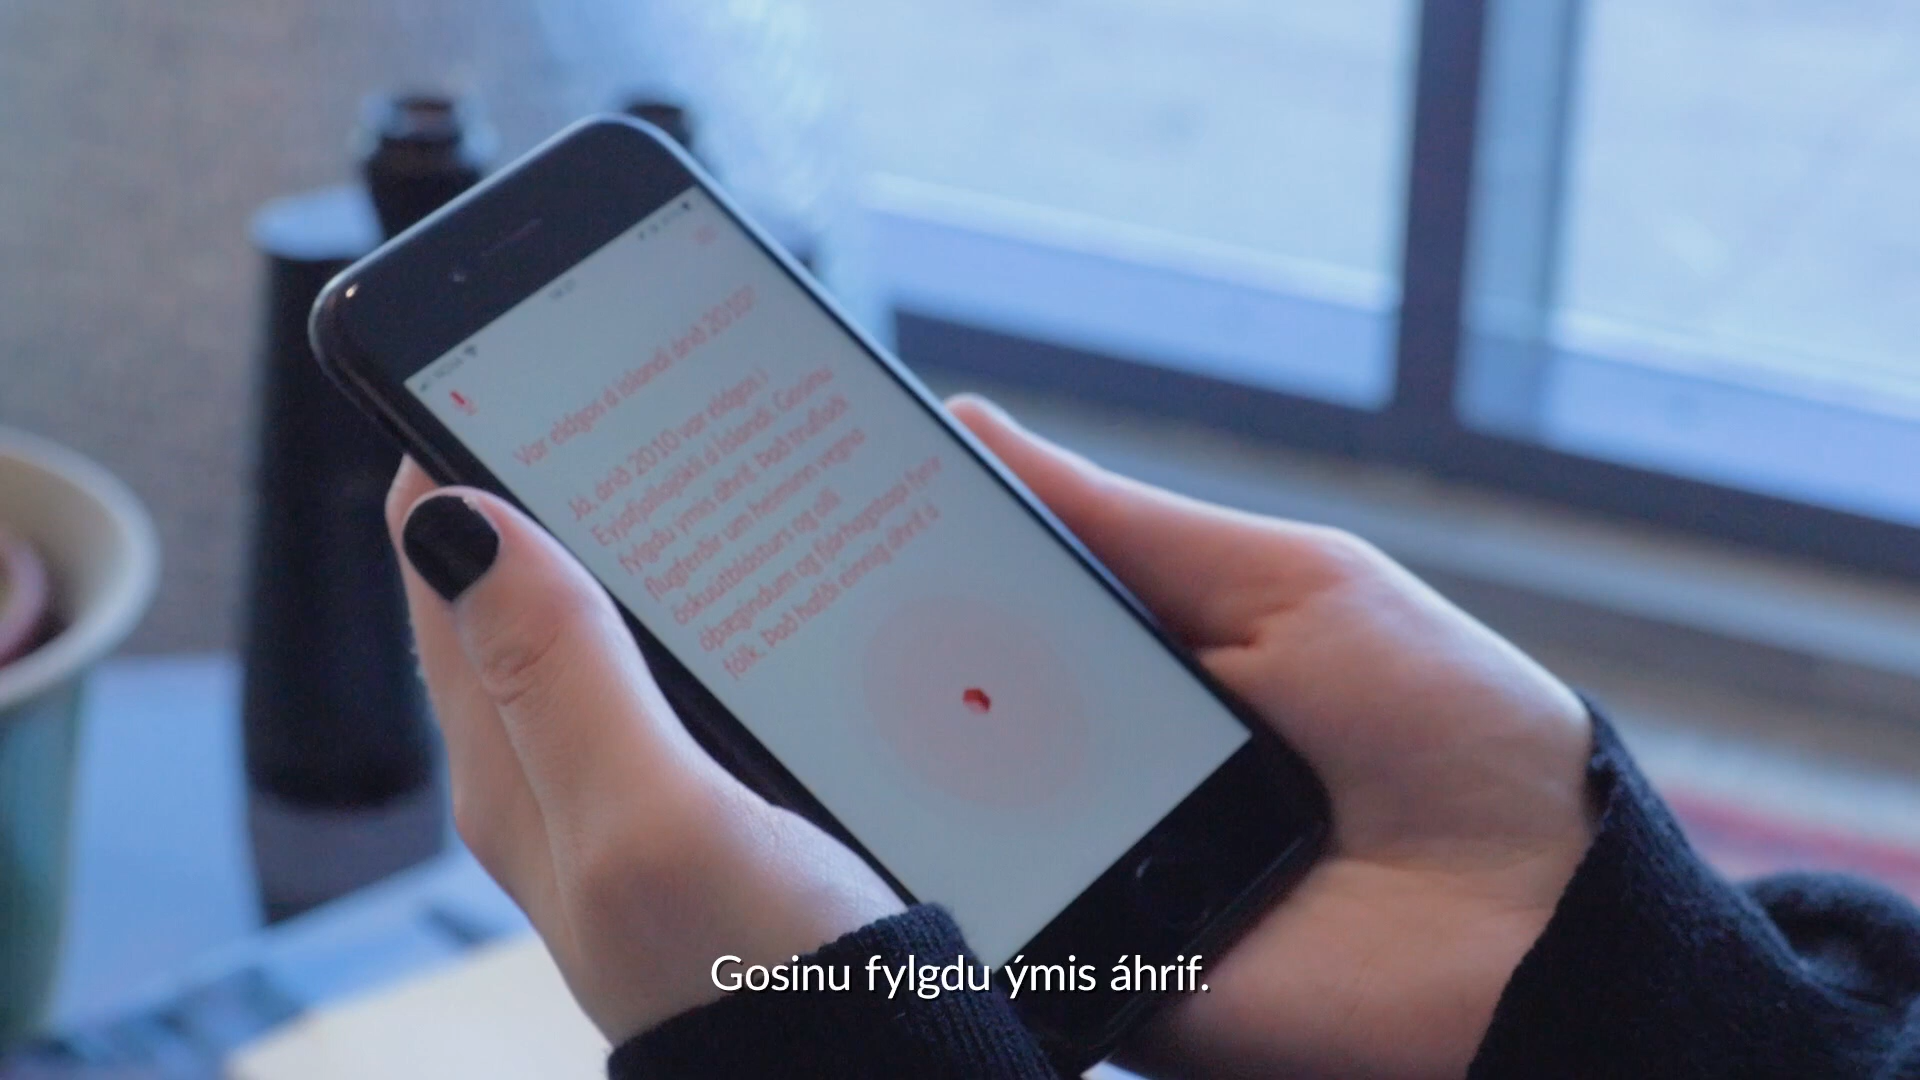 Var eldgos á Íslandi árið 2010?
Já, árið 2010 var eldgos í
Eyjafjallajökli á Íslandi. Gosinu
fylgdu ýmis áhrif. Það truflaði
flugferðir um heiminn vegna
öskuútblásturs og olli
óþægindum og fjárhagstapi fyrir
fólk. Það hafði einnig áhrif á
Gosinu fylgdu ýmis áhrif.